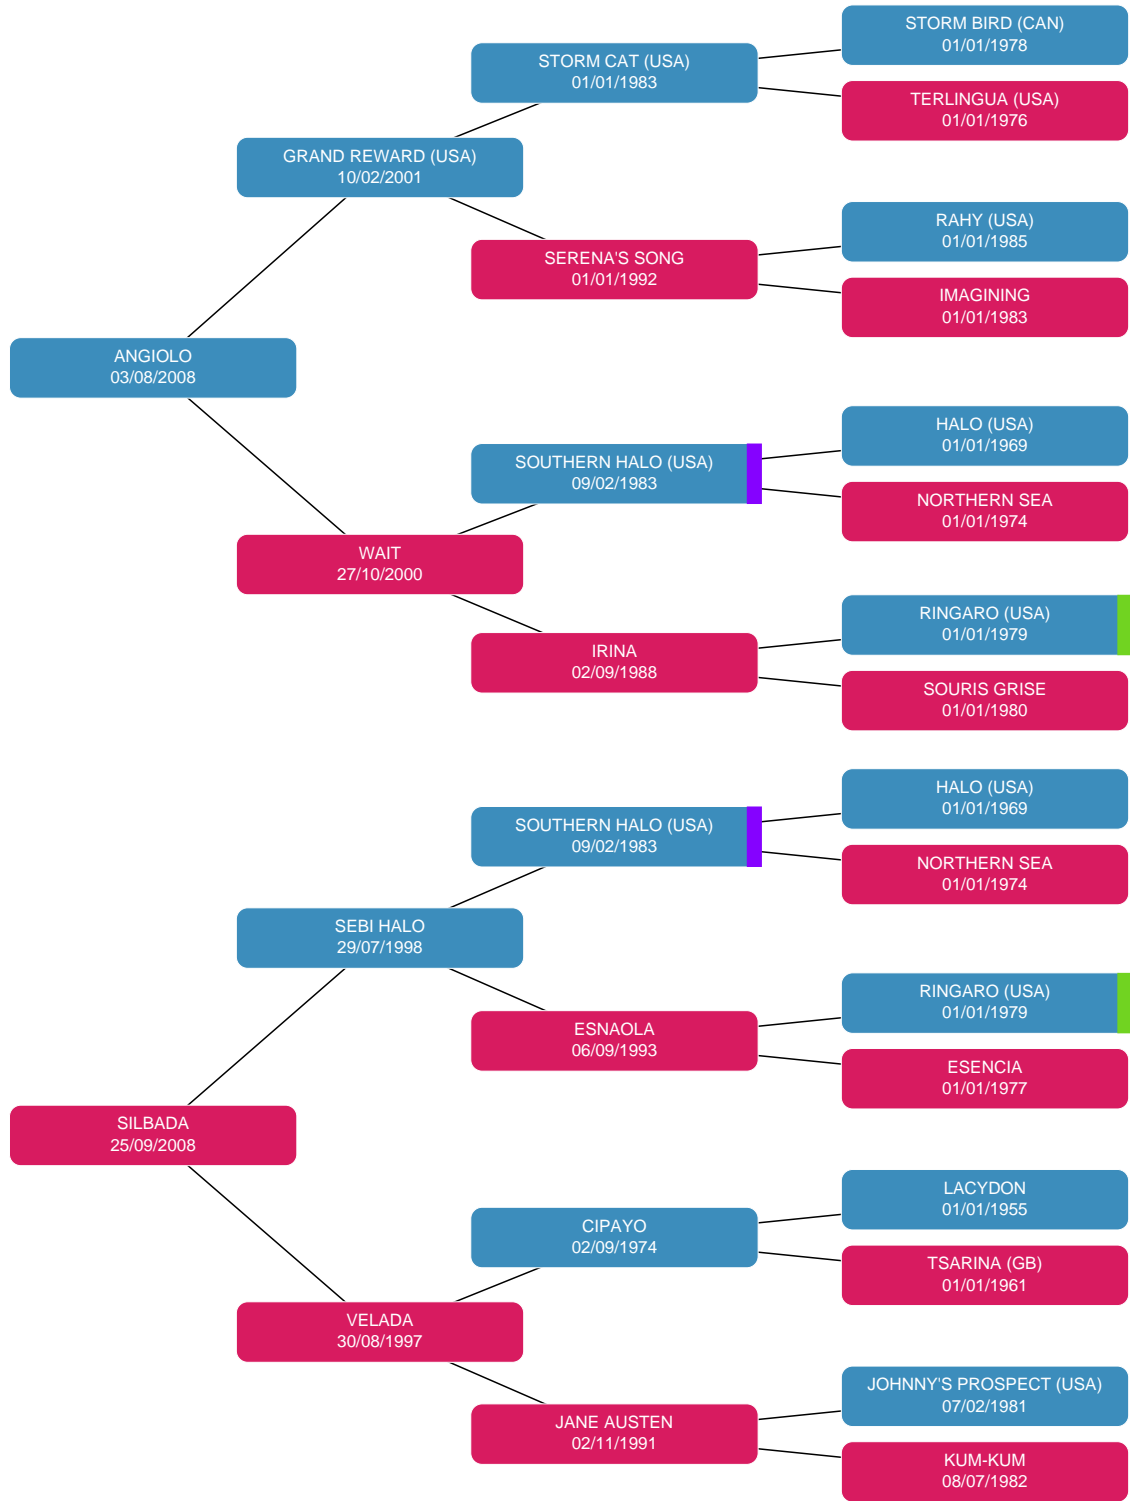 STORM BIRD (CAN)
01/01/1978
STORM CAT (USA)
01/01/1983
TERLINGUA (USA)
01/01/1976
GRAND REWARD (USA)
10/02/2001
RAHY (USA)
01/01/1985
SERENA'S SONG
01/01/1992
IMAGINING
01/01/1983
ANGIOLO
03/08/2008
HALO (USA)
01/01/1969
SOUTHERN HALO (USA)
09/02/1983
NORTHERN SEA
01/01/1974
WAIT
27/10/2000
RINGARO (USA)
01/01/1979
IRINA
02/09/1988
SOURIS GRISE
01/01/1980
HALO (USA)
01/01/1969
SOUTHERN HALO (USA)
09/02/1983
NORTHERN SEA
01/01/1974
SEBI HALO
29/07/1998
RINGARO (USA)
01/01/1979
ESNAOLA
06/09/1993
ESENCIA
01/01/1977
SILBADA
25/09/2008
LACYDON
01/01/1955
CIPAYO
02/09/1974
TSARINA (GB)
01/01/1961
VELADA
30/08/1997
JOHNNY'S PROSPECT (USA)
07/02/1981
JANE AUSTEN
02/11/1991
KUM-KUM
08/07/1982